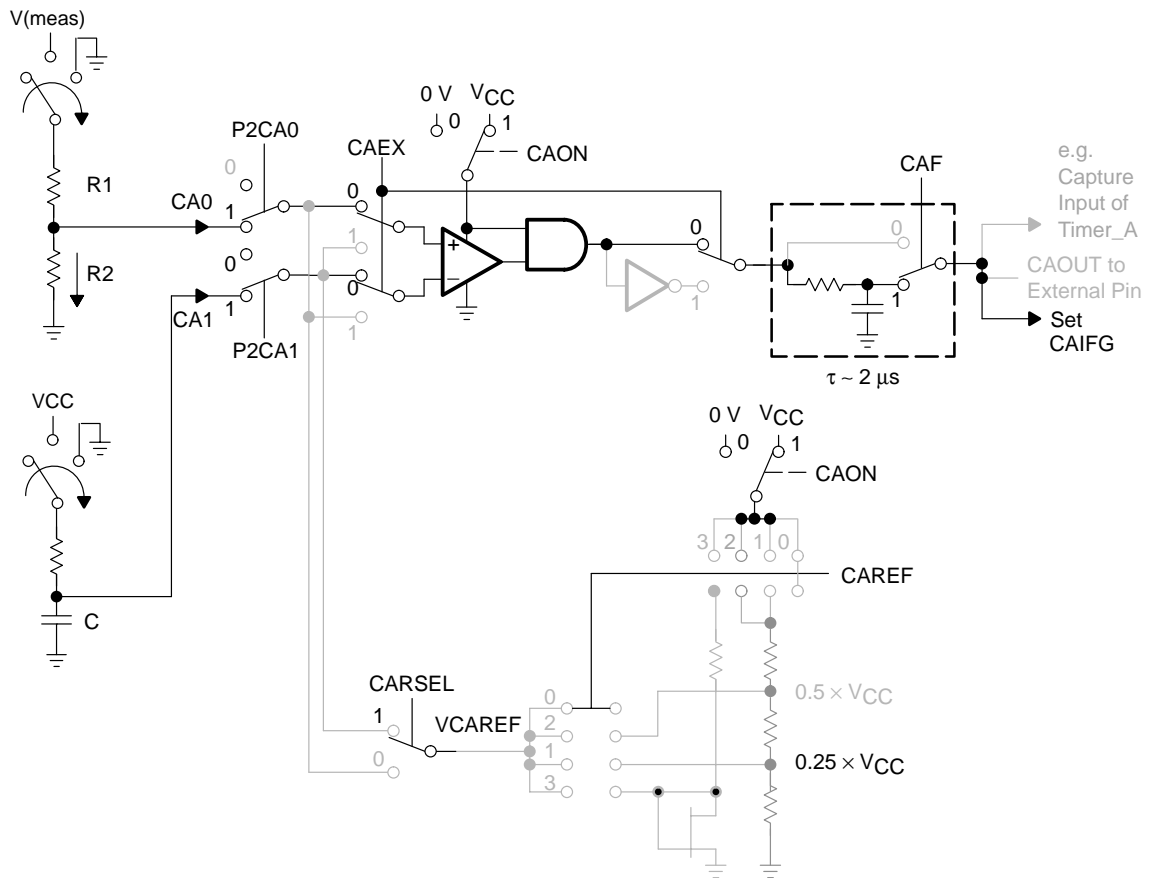 V(meas)
R1
R2
CA0
CA1
P2CA0
0
1
0
1
P2CA1
CAEX
0
1
0
1
0 V
0
VCC
1
CAON
+
−
0
1
CAF
0
1
τ ~ 2 μs
e.g.
Capture
Input of
Timer_A
CAOUT to
External Pin
Set
CAIFG
VCC
C
0 V
0
VCC
1
CAON
3 2 1 0
CAREF
CARSEL
1
0
VCAREF
0
2
1
3
0.5 × VCC
0.25 × VCC